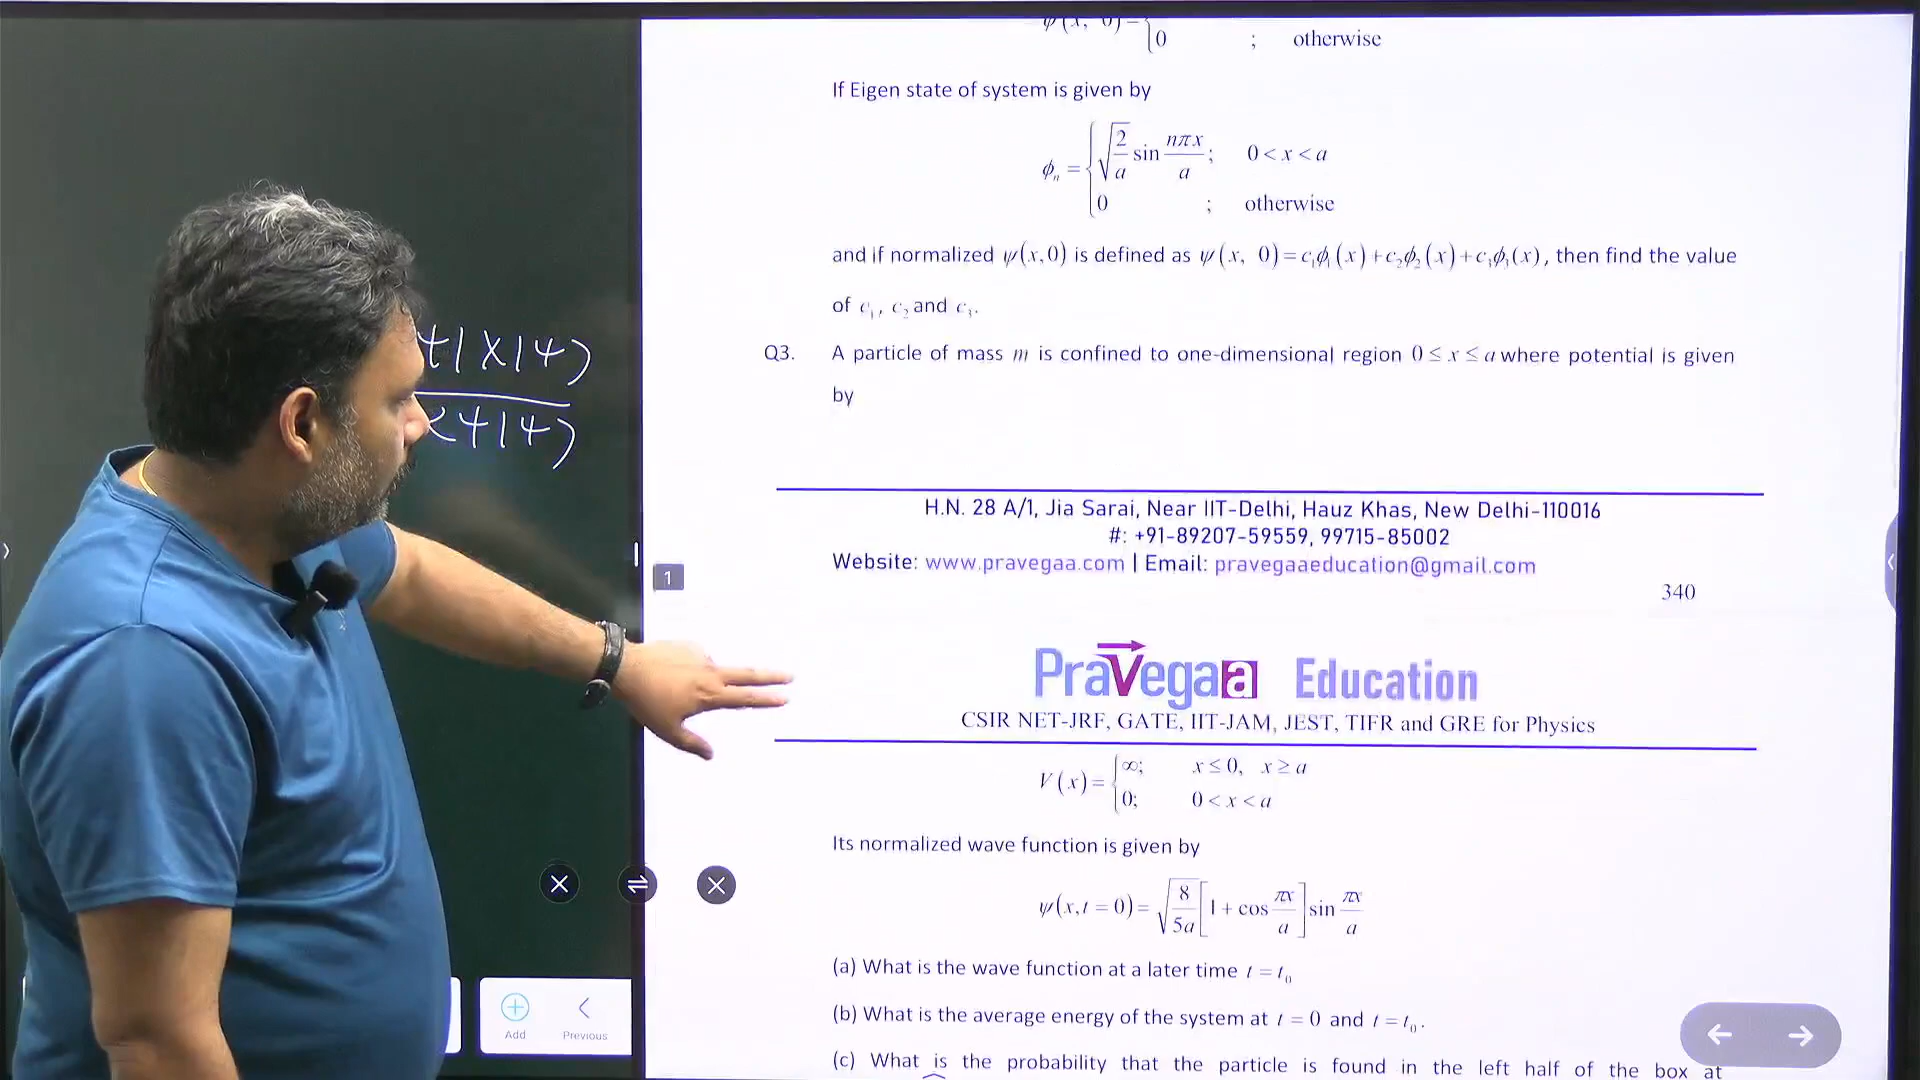 ψ(x, 0)={0 ; otherwise
If Eigen state of system is given by
ϕₙ = {√(2/a) sin nπx/a; 0 < x < a
0 ; otherwise
and if normalized ψ(x,0) is defined as ψ(x, 0)=c₁ϕ₁(x)+c₂ϕ₂(x)+c₃ϕ₃(x), then find the value
of c₁, c₂ and c₃.
Q3. A particle of mass m is confined to one-dimensional region 0 ≤ x ≤ a where potential is given
by
H.N. 28 A/1, Jia Sarai, Near IIT-Delhi, Hauz Khas, New Delhi-110016
#: +91-89207-59559, 99715-85002
Website: www.pravegaa.com | Email: pravegaaeducation@gmail.com
340
1
Pravegaa Education
CSIR NET-JRF, GATE, IIT-JAM, JEST, TIFR and GRE for Physics
V(x)= {∞; x ≤ 0, x ≥ a
0; 0 < x < a
Its normalized wave function is given by
ψ(x,t = 0) = √(8/5a) [1 + cos πx/a] sin πx/a
(a) What is the wave function at a later time t = t₀
(b) What is the average energy of the system at t = 0 and t = t₀.
(c) What is the probability that the particle is found in the left half of the box at
Add
Previous